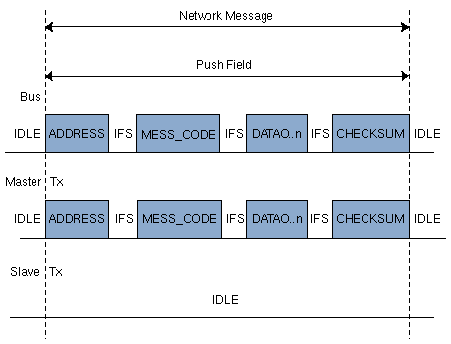 Network Message
Push Field
Bus
IDLE ADDRESS IFS MESS_CODE IFS DATAO..n IFS CHECKSUM IDLE
Master Tx
IDLE ADDRESS IFS MESS_CODE IFS DATAO..n IFS CHECKSUM IDLE
Slave Tx
IDLE